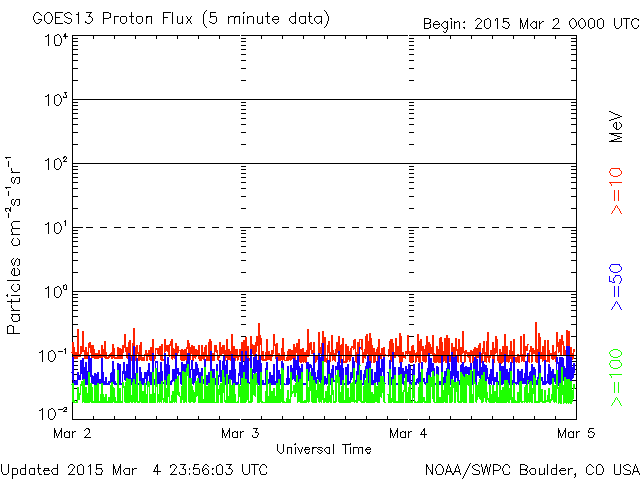 GOES13 Proton Flux (5 minute data)
Begin: 2015 Mar 2 0000 UTC
10⁴
10³
10²
10¹
10⁰
10⁻¹
10⁻²
Particles cm⁻²s⁻¹sr⁻¹
MeV
>=10
>=50
>=100
Mar 2
Mar 3
Mar 4
Mar 5
Universal Time
Updated 2015 Mar 4 23:56:03 UTC
NOAA/SWPC Boulder, CO USA